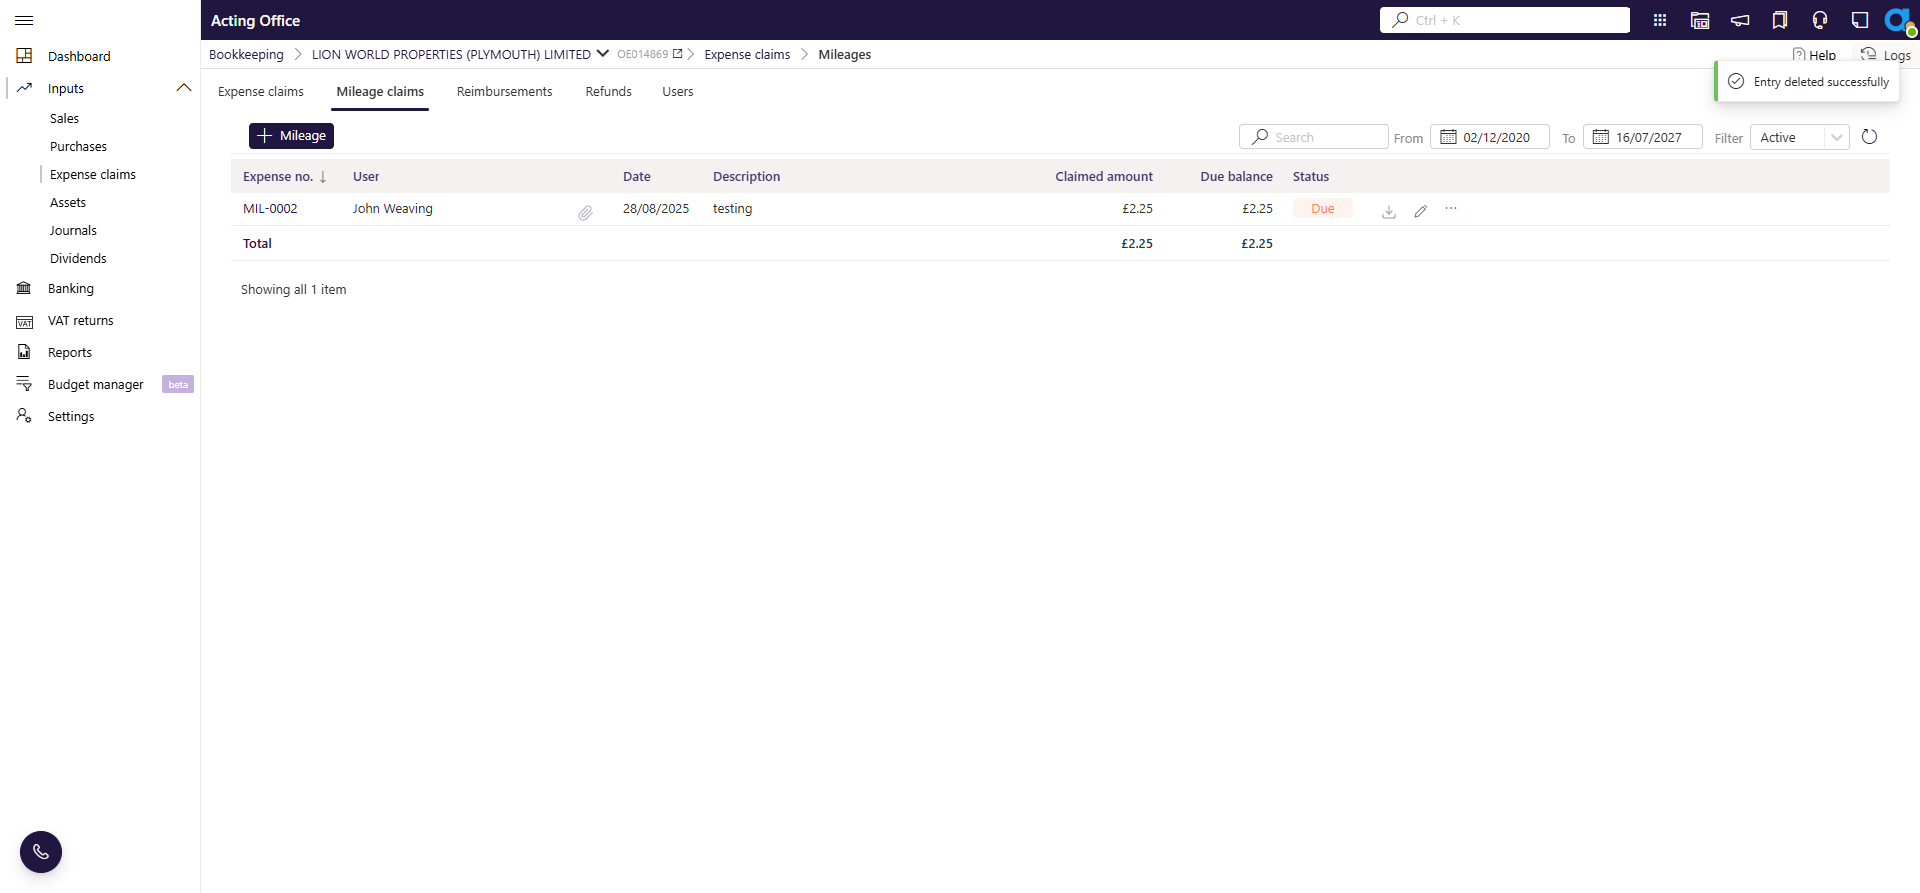 Acting Office
Ctrl + K
Bookkeeping
LION WORLD PROPERTIES (PLYMOUTH) LIMITED
OE014869
Expense claims
Mileages
Help
Logs
Entry deleted successfully
Dashboard
Inputs
Sales
Purchases
Expense claims
Assets
Journals
Dividends
Banking
VAT
VAT returns
Reports
Budget manager
beta
Settings
Expense claims
Mileage claims
Reimbursements
Refunds
Users
Mileage
Search
From
02/12/2020
To
16/07/2027
Filter
Active
Expense no.
User
Date
Description
Claimed amount
Due balance
Status
MIL-0002
John Weaving
28/08/2025
testing
£2.25
£2.25
Due
Total
£2.25
£2.25
Showing all 1 item